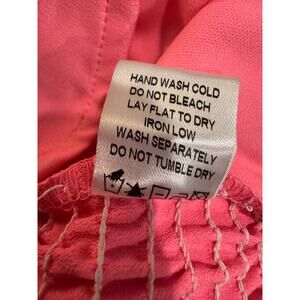 HAND WASH COLD
DO NOT BLEACH
LAY FLAT TO DRY
IRON LOW
WASH SEPARATELY
DO NOT TUMBLE DRY